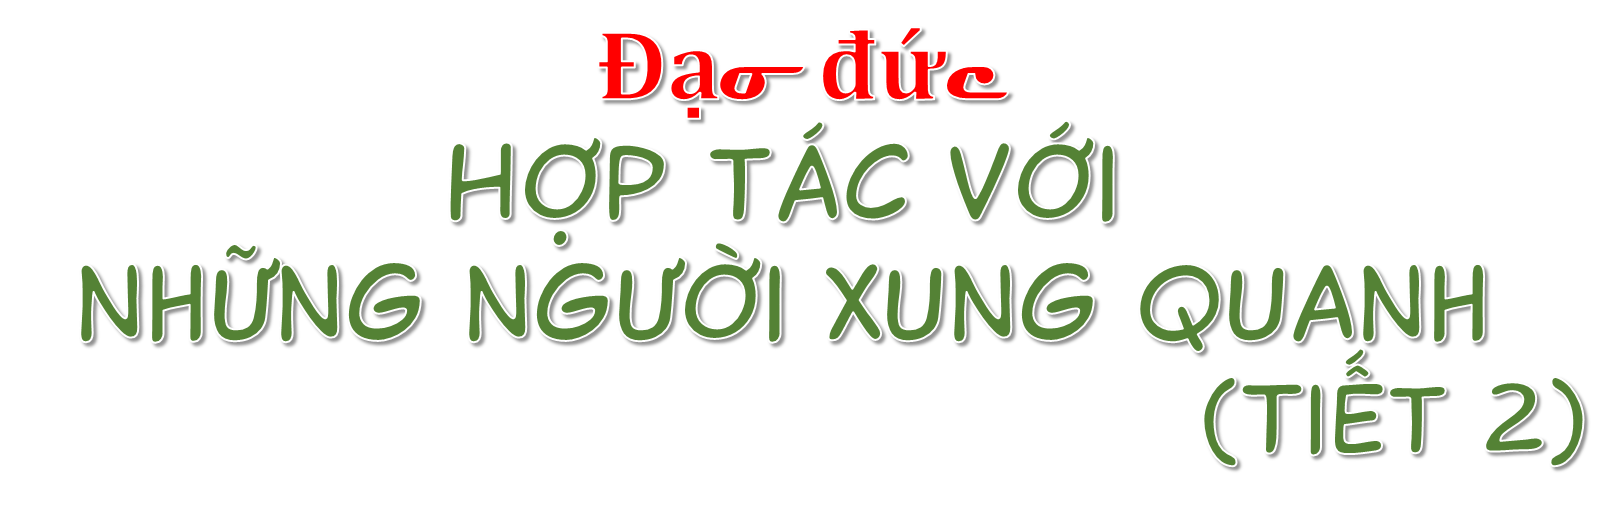 Đạo đức
HỢP TÁC VỚI
NHỮNG NGƯỜI XUNG QUANH
(TIẾT 2)